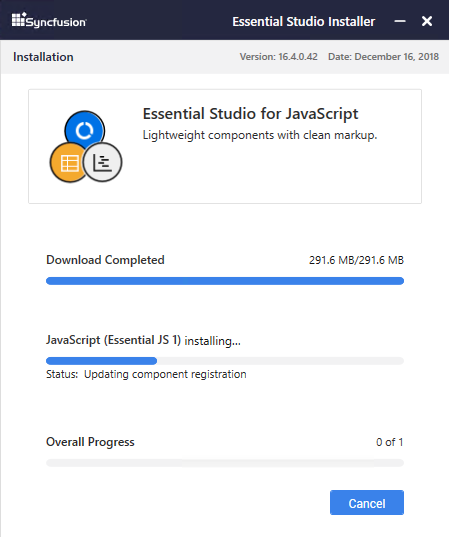 Syncfusion Essential Studio Installer
Installation Version: 16.4.0.42 Date: December 16, 2018
Essential Studio for JavaScript
Lightweight components with clean markup.
Download Completed 291.6 MB/291.6 MB
JavaScript (Essential JS 1) installing...
Status: Updating component registration
Overall Progress 0 of 1
Cancel